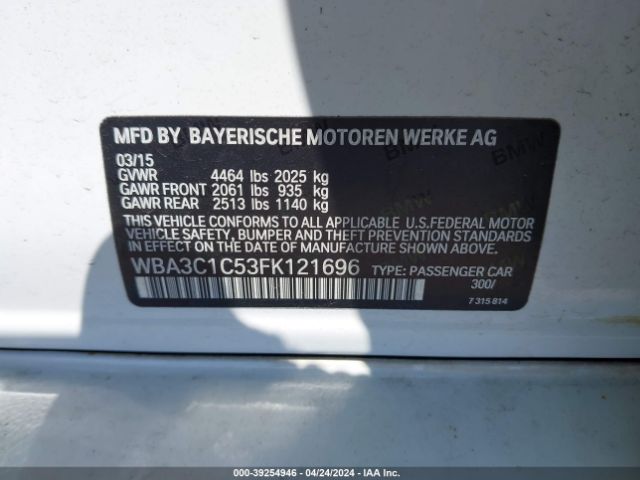 MFD BY BAYERISCHE MOTOREN WERKE AG
03/15
GVWR 4464 lbs 2025 kg
GAWR FRONT 2061 lbs 935 kg
GAWR REAR 2513 lbs 1140 kg
THIS VEHICLE CONFORMS TO ALL APPLICABLE U.S.FEDERAL MOTOR
VEHICLE SAFETY, BUMPER AND THEFT PREVENTION STANDARDS
IN EFFECT ON THE DATE OF MANUFACTURE SHOWN ABOVE.
WBA3C1C53FK121696 TYPE: PASSENGER CAR
300/
7 315 814
BMW
BMW
000-39254946 - 04/24/2024 - IAA Inc.